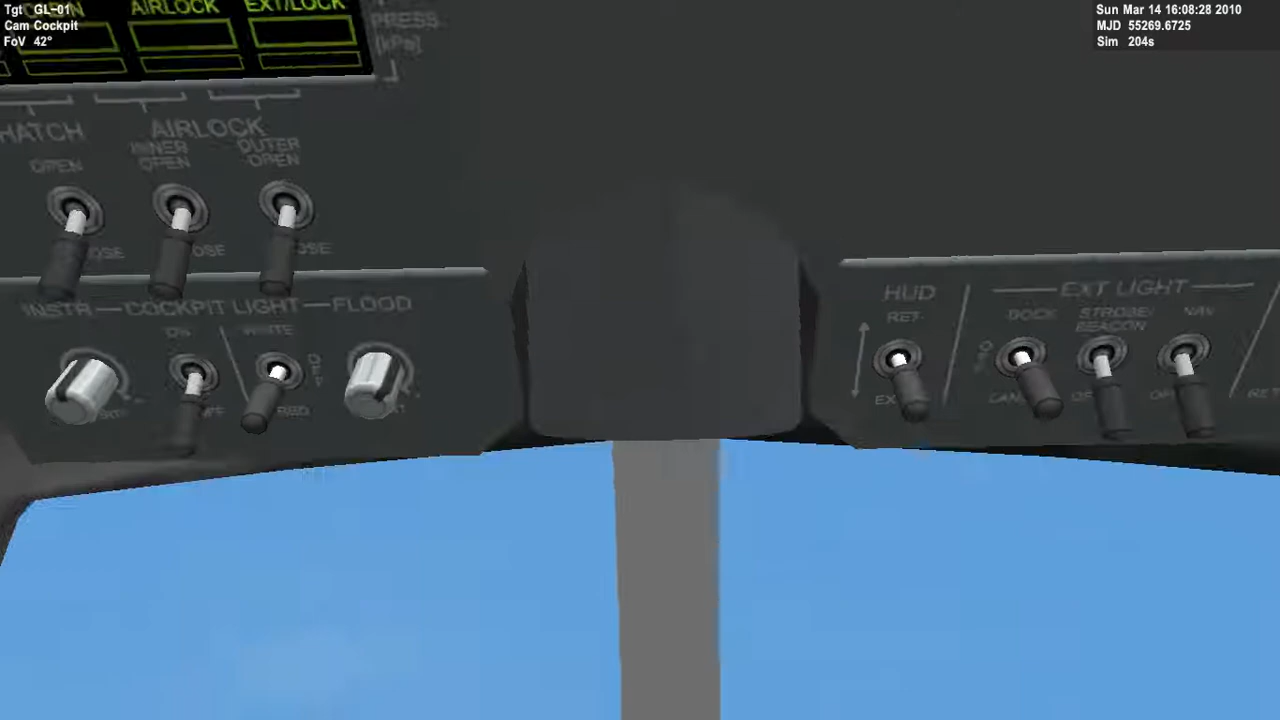 Tgt GL-01
Cam Cockpit
FoV 42°
Sun Mar 14 16:08:28 2010
MJD 55269.6725
Sim 204s
CABIN AIRLOCK EXT/LOCK
PRESS
[kPa]
HATCH AIRLOCK
OPEN INNER OPEN OUTER OPEN
INSTR COCKPIT LIGHT FLOOD
WHITE
RED
HUD
RET
EXT LIGHT
DOCK STROBE/ BEACON NAV